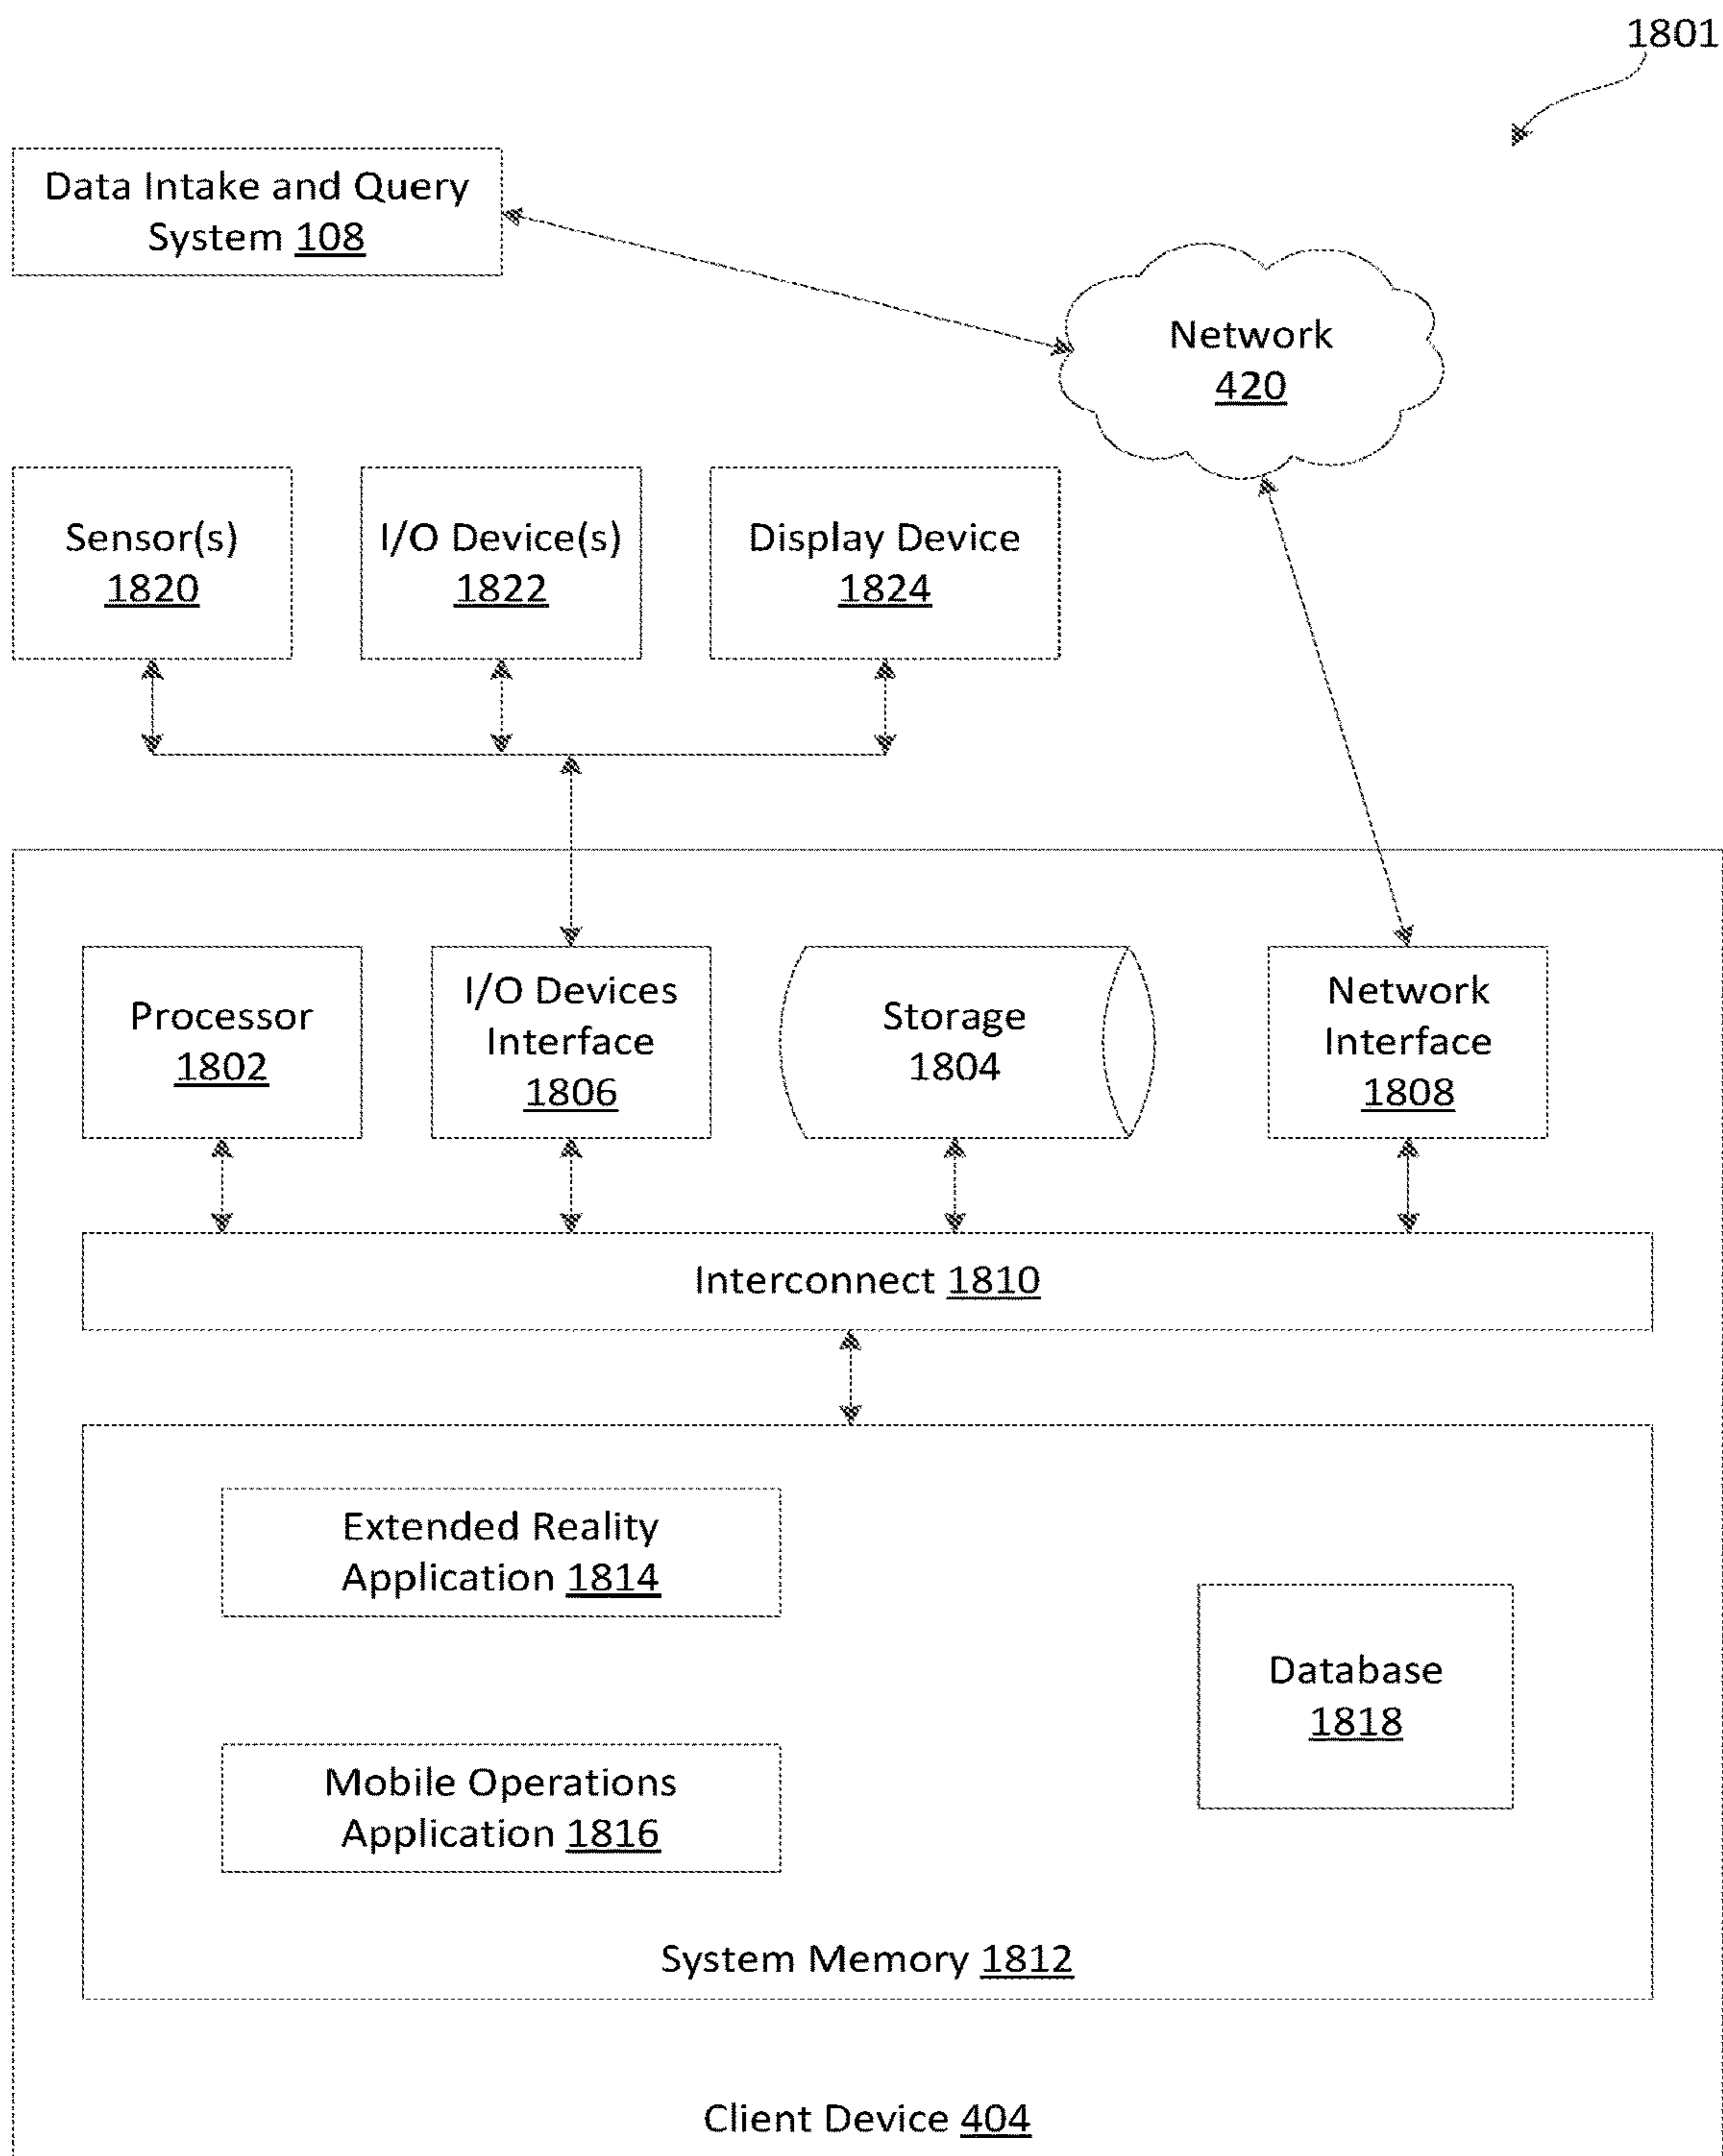 1801
Data Intake and Query
System 108
Network
420
Sensor(s)
1820
I/O Device(s)
1822
Display Device
1824
Processor
1802
I/O Devices
Interface
1806
Storage
1804
Network
Interface
1808
Interconnect 1810
Extended Reality
Application 1814
Database
1818
Mobile Operations
Application 1816
System Memory 1812
Client Device 404